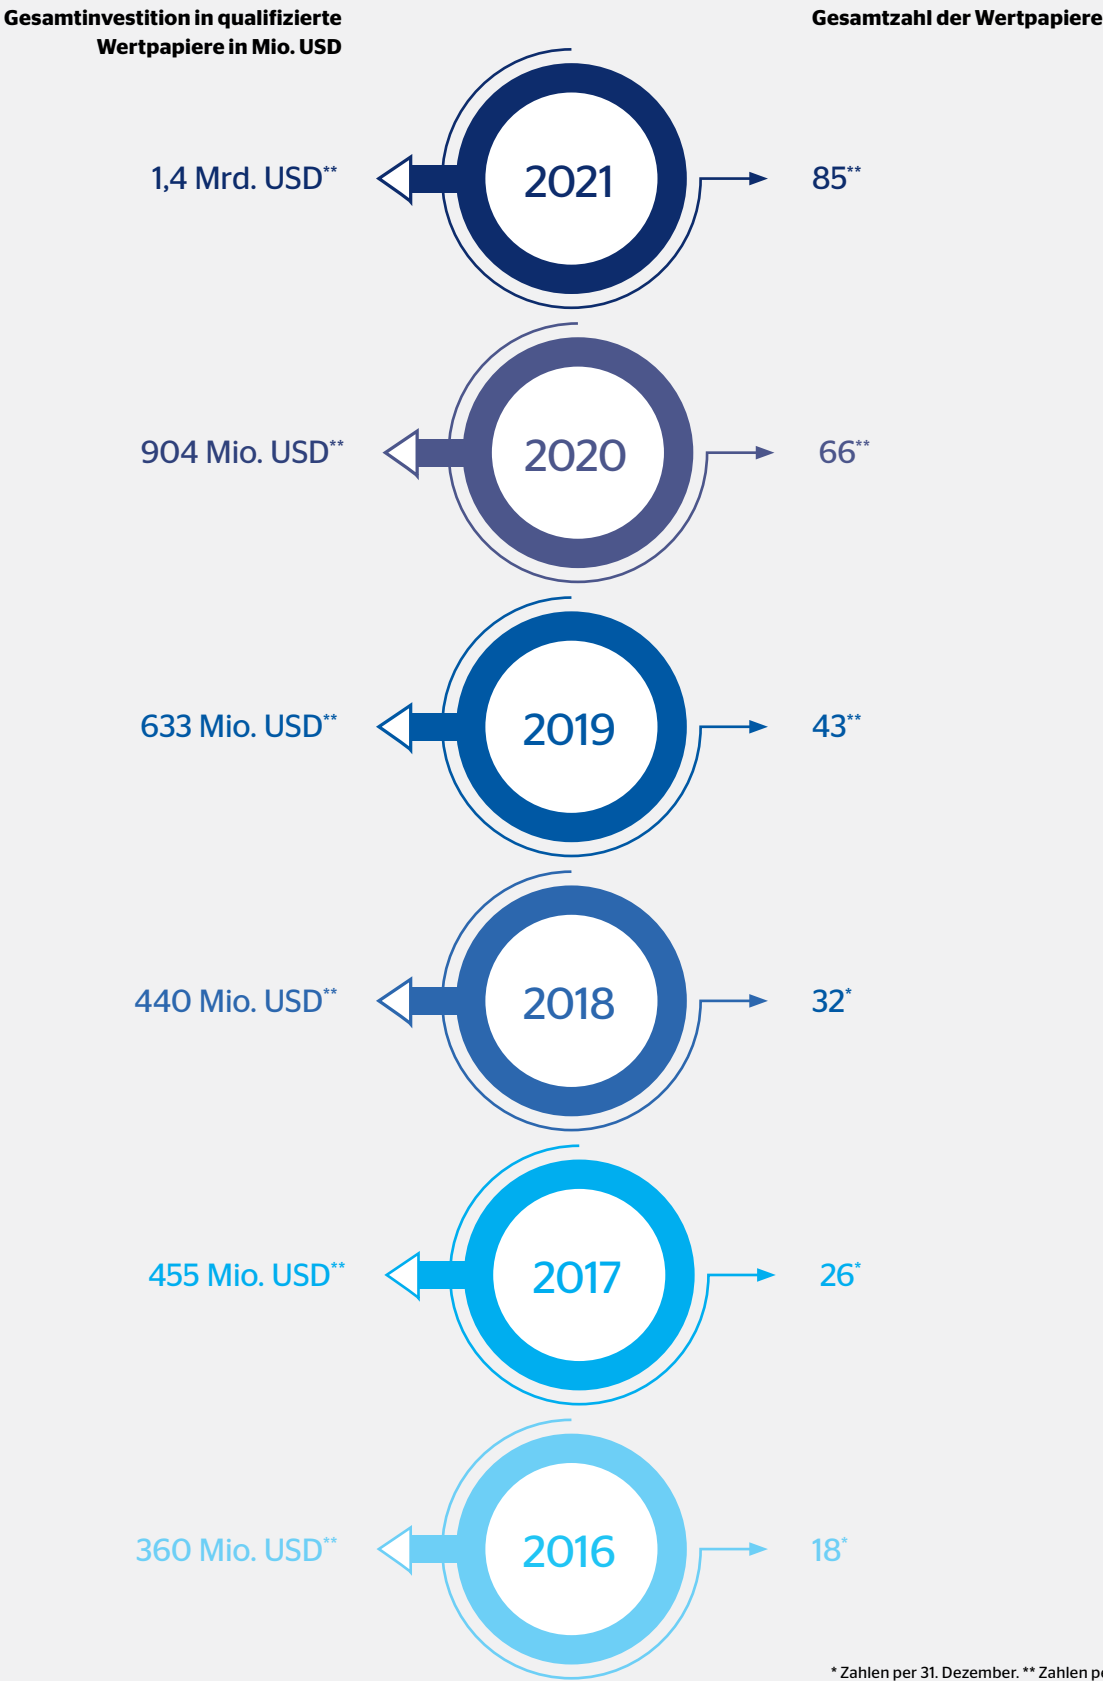 Gesamtinvestition in qualifizierte
Wertpapiere in Mio. USD
Gesamtzahl der Wertpapiere
1,4 Mrd. USD**
2021
85**
904 Mio. USD**
2020
66**
633 Mio. USD**
2019
43**
440 Mio. USD**
2018
32*
455 Mio. USD**
2017
26*
360 Mio. USD**
2016
18*
* Zahlen per 31. Dezember. ** Zahlen